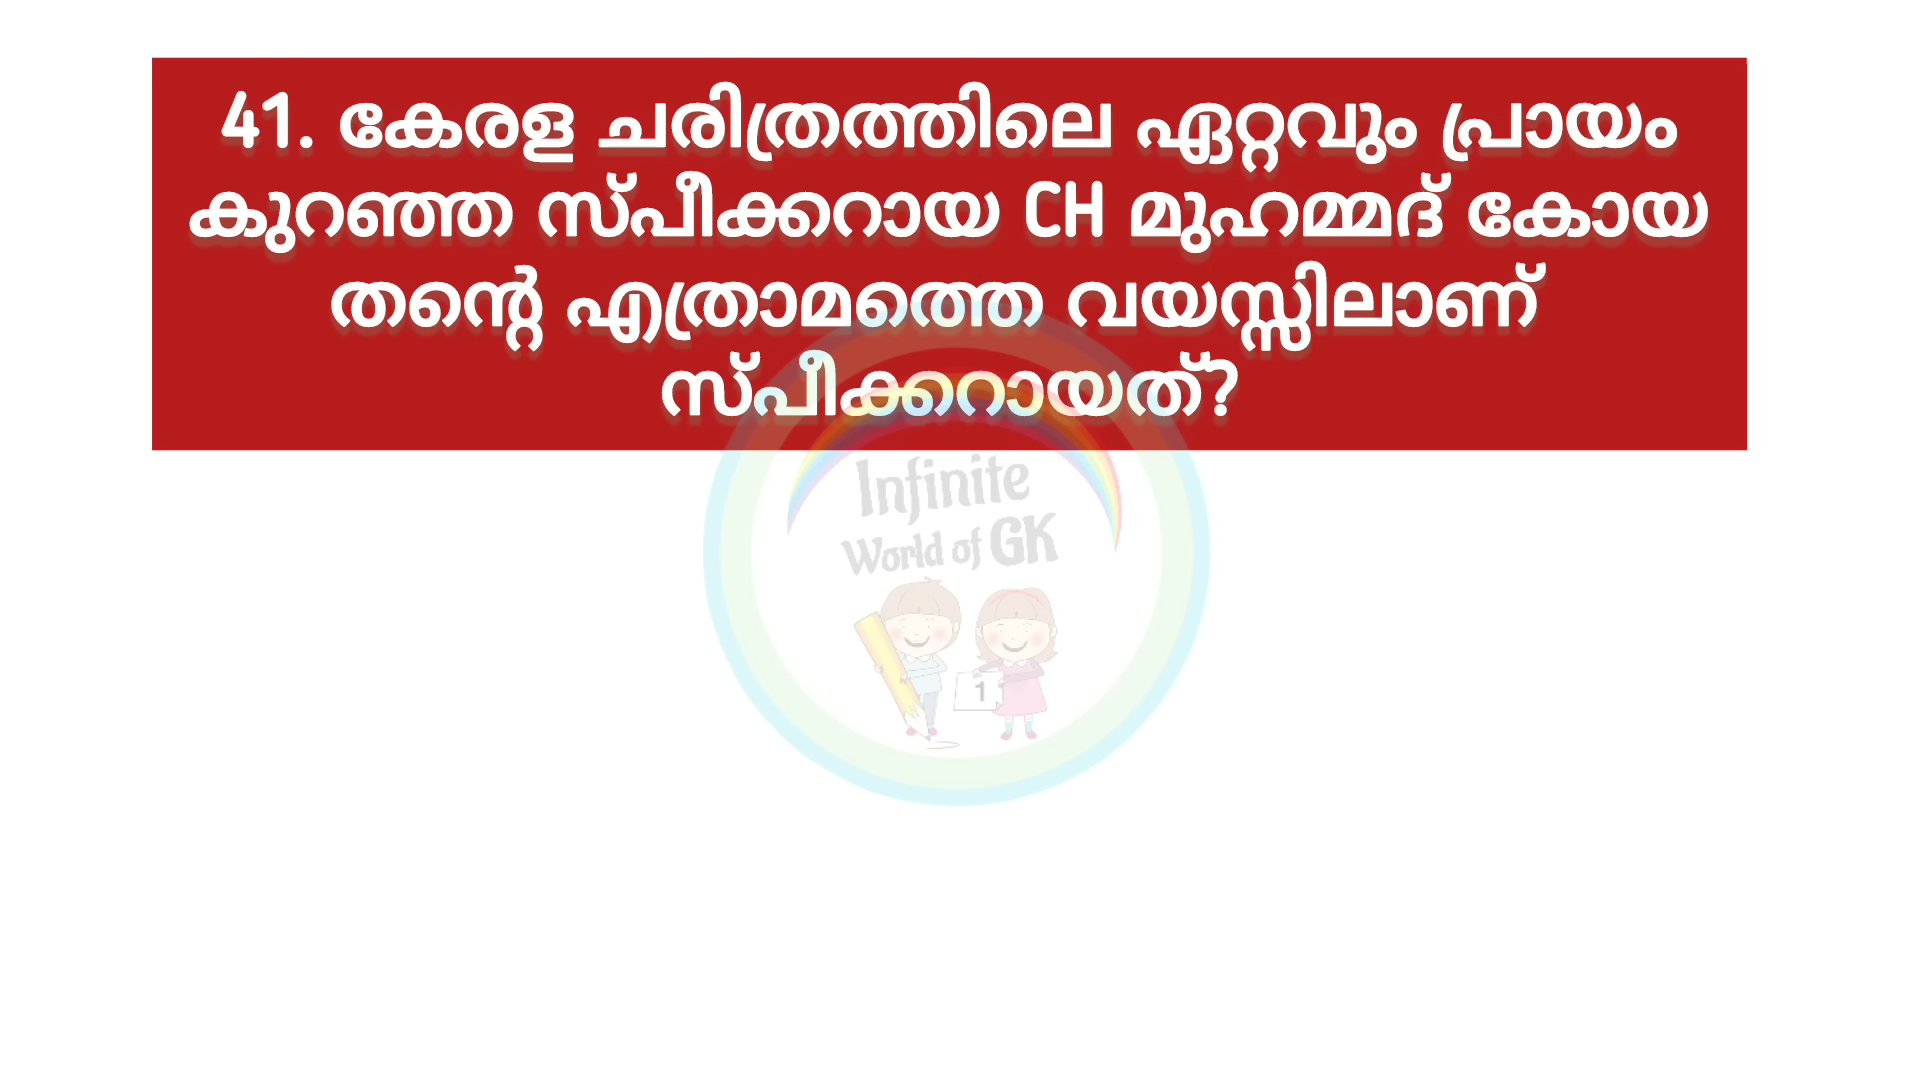 41. കേരള ചരിത്രത്തിലെ ഏറ്റവും പ്രായം
കുറഞ്ഞ സ്പീക്കറായ CH മുഹമ്മദ് കോയ
തന്റെ എത്രാമത്തെ വയസ്സിലാണ്
സ്പീക്കറായത്?
Infinite
World of GK
1